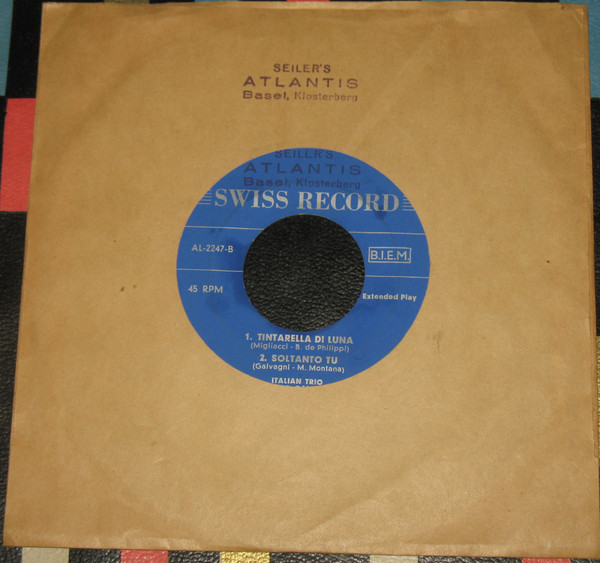 SEILER'S
ATLANTIS
Basel, Klosterberg
SEILER'S
ATLANTIS
Basel, Klosterberg
SWISS RECORD
AL-2247-B
B.I.E.M.
45 RPM
Extended Play
1. TINTARELLA DI LUNA
(Migliacci - B. de Philippi)
2. SOLTANTO TU
(Galvagni - M. Montana)
ITALIAN TRIO